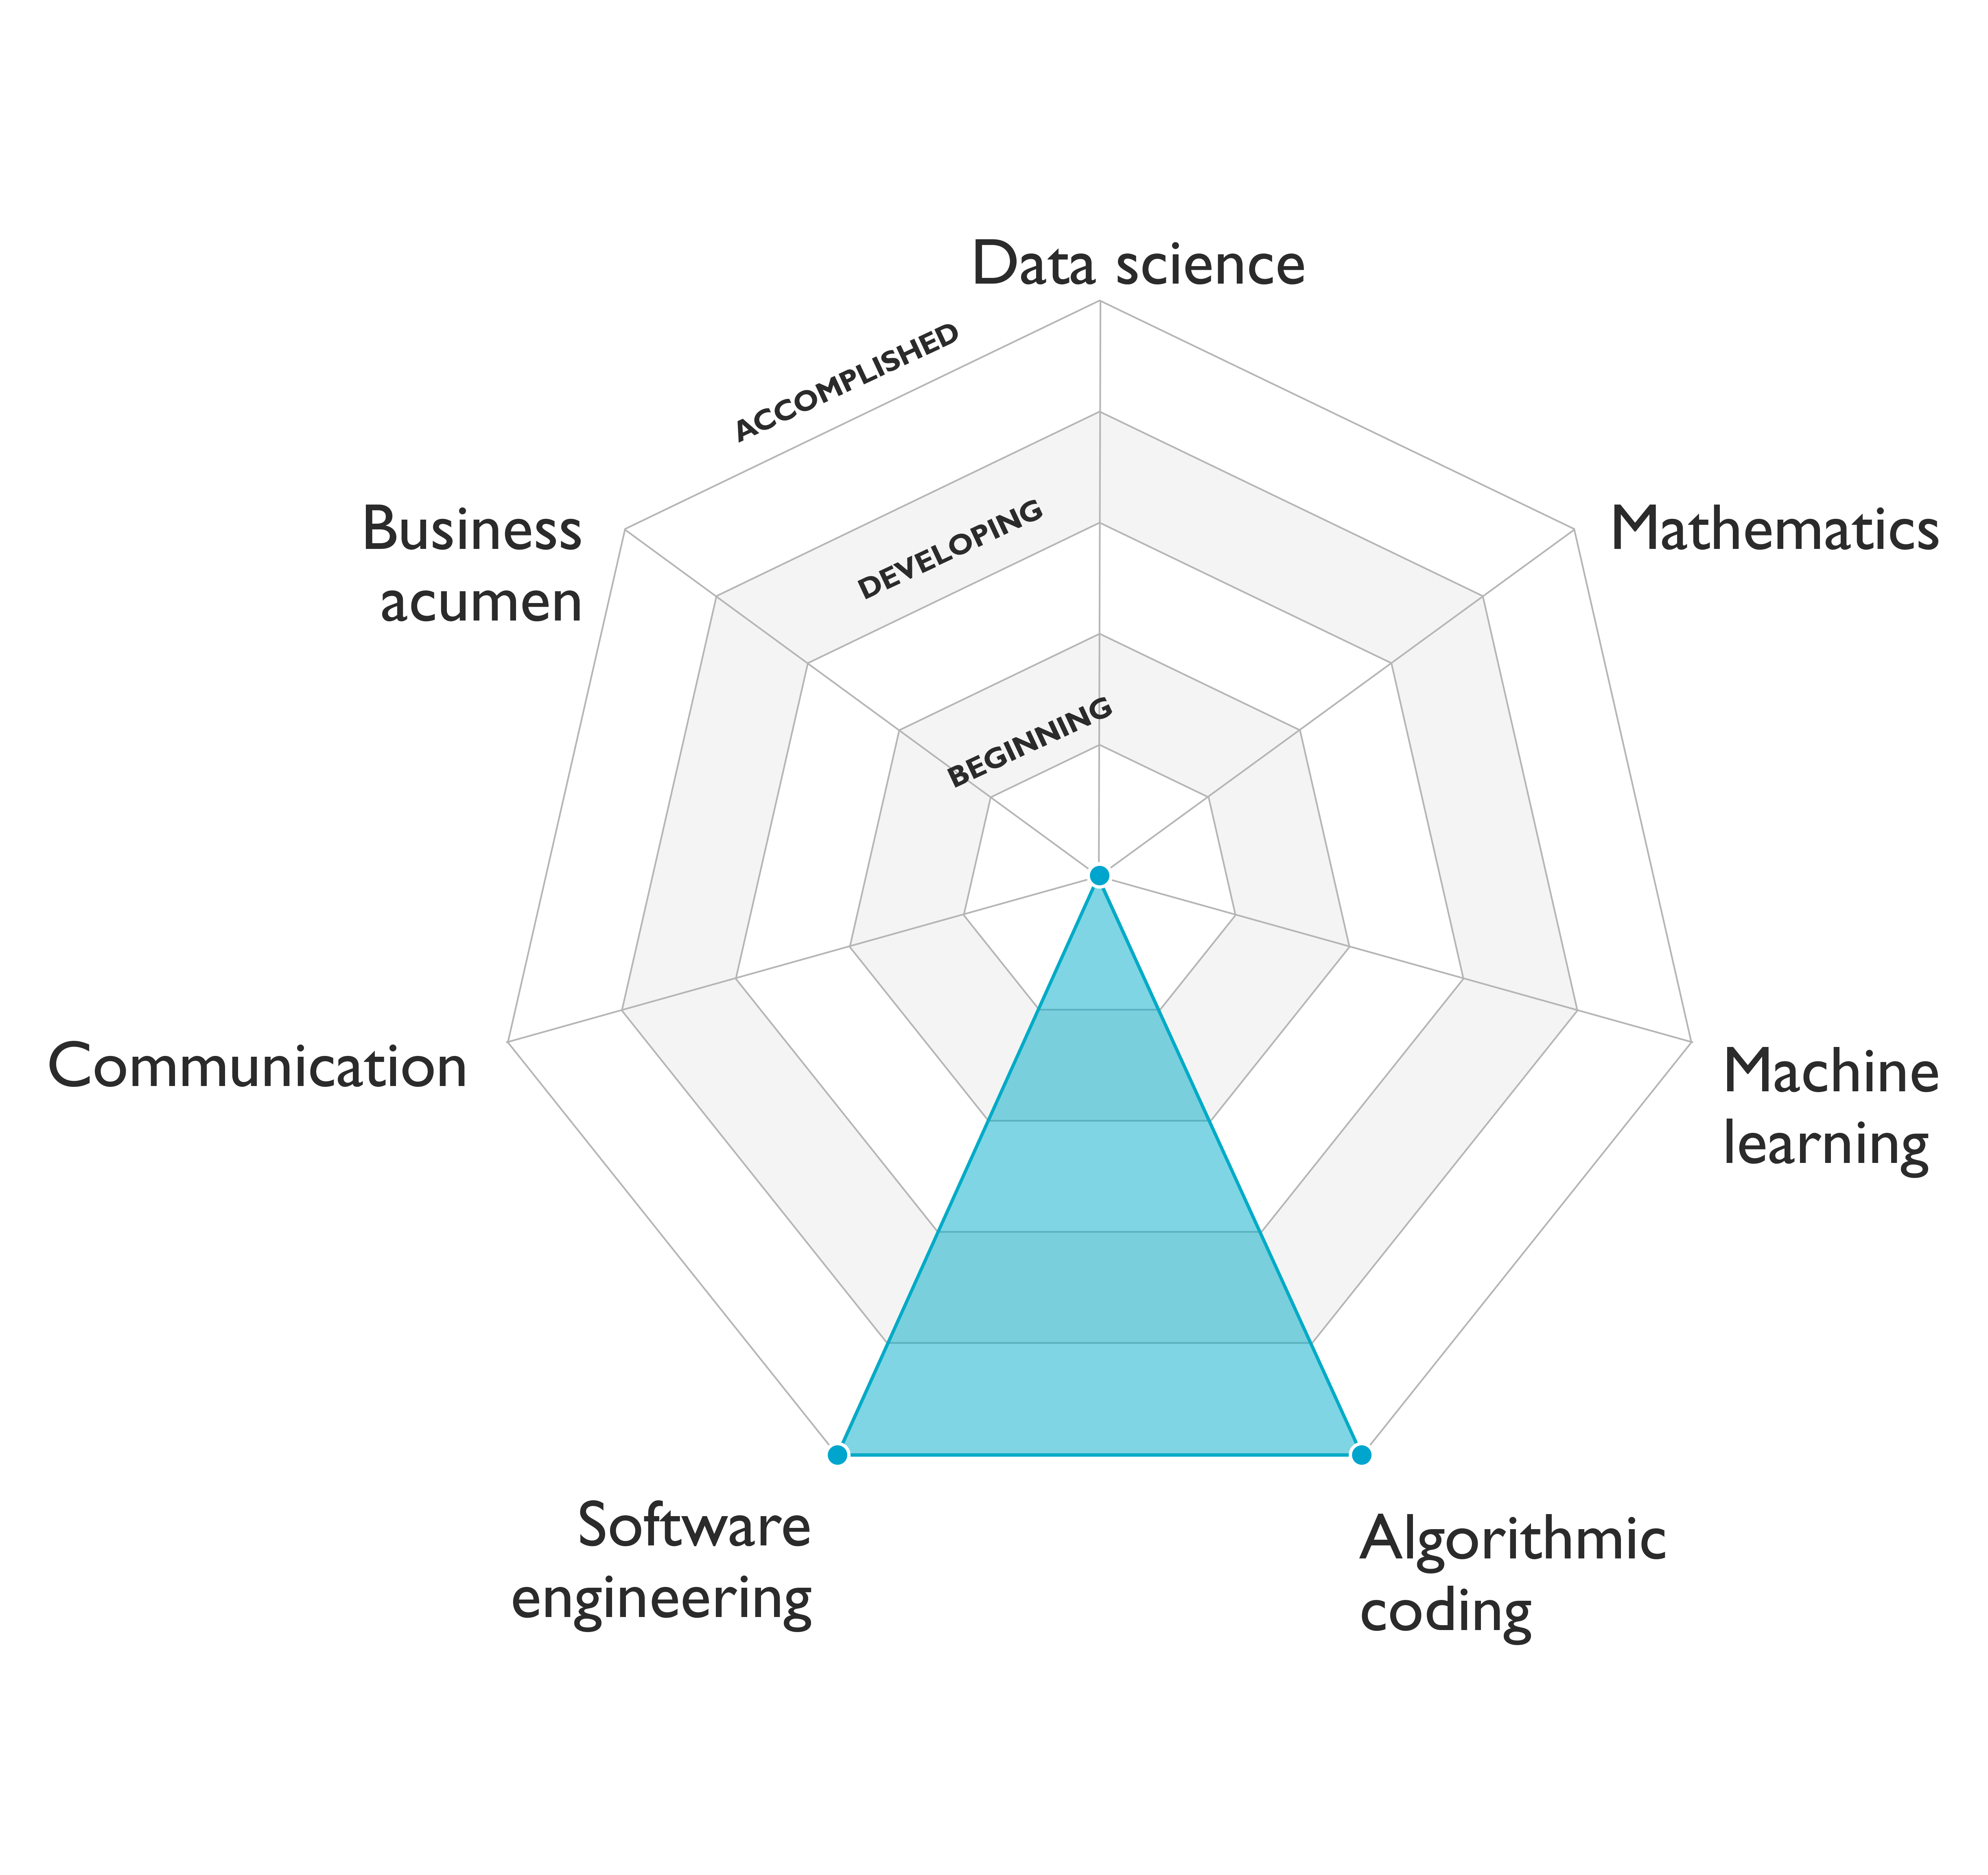 Data science
ACCOMPLISHED
Business
acumen
Mathematics
DEVELOPING
BEGINNING
Communication
Machine
learning
Software
engineering
Algorithmic
coding